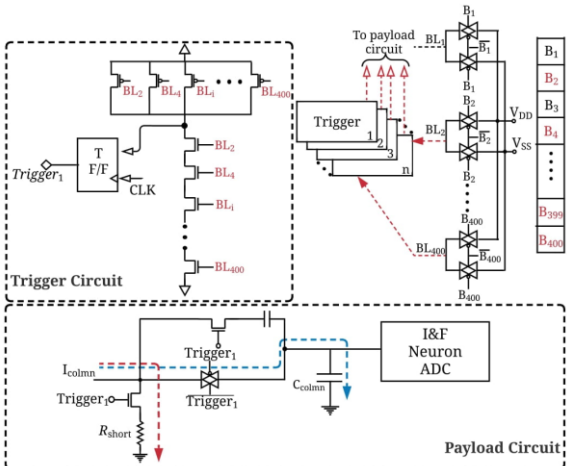 BL2 BL4 BLi BL400
T
F/F
Trigger1
CLK
BL2
BL4
BLi
BL400
Trigger Circuit
To payload
circuit
Trigger
1
2
3
n
B1
BL1
B1
B1
B2
VDD
BL2
B2
VSS
B2
B400
BL400
B400
B400
B1
B2
B3
B4
B399
B400
Trigger1
Icolmn
Trigger1
Trigger1
Rshort
Ccolmn
I&F
Neuron
ADC
Payload Circuit